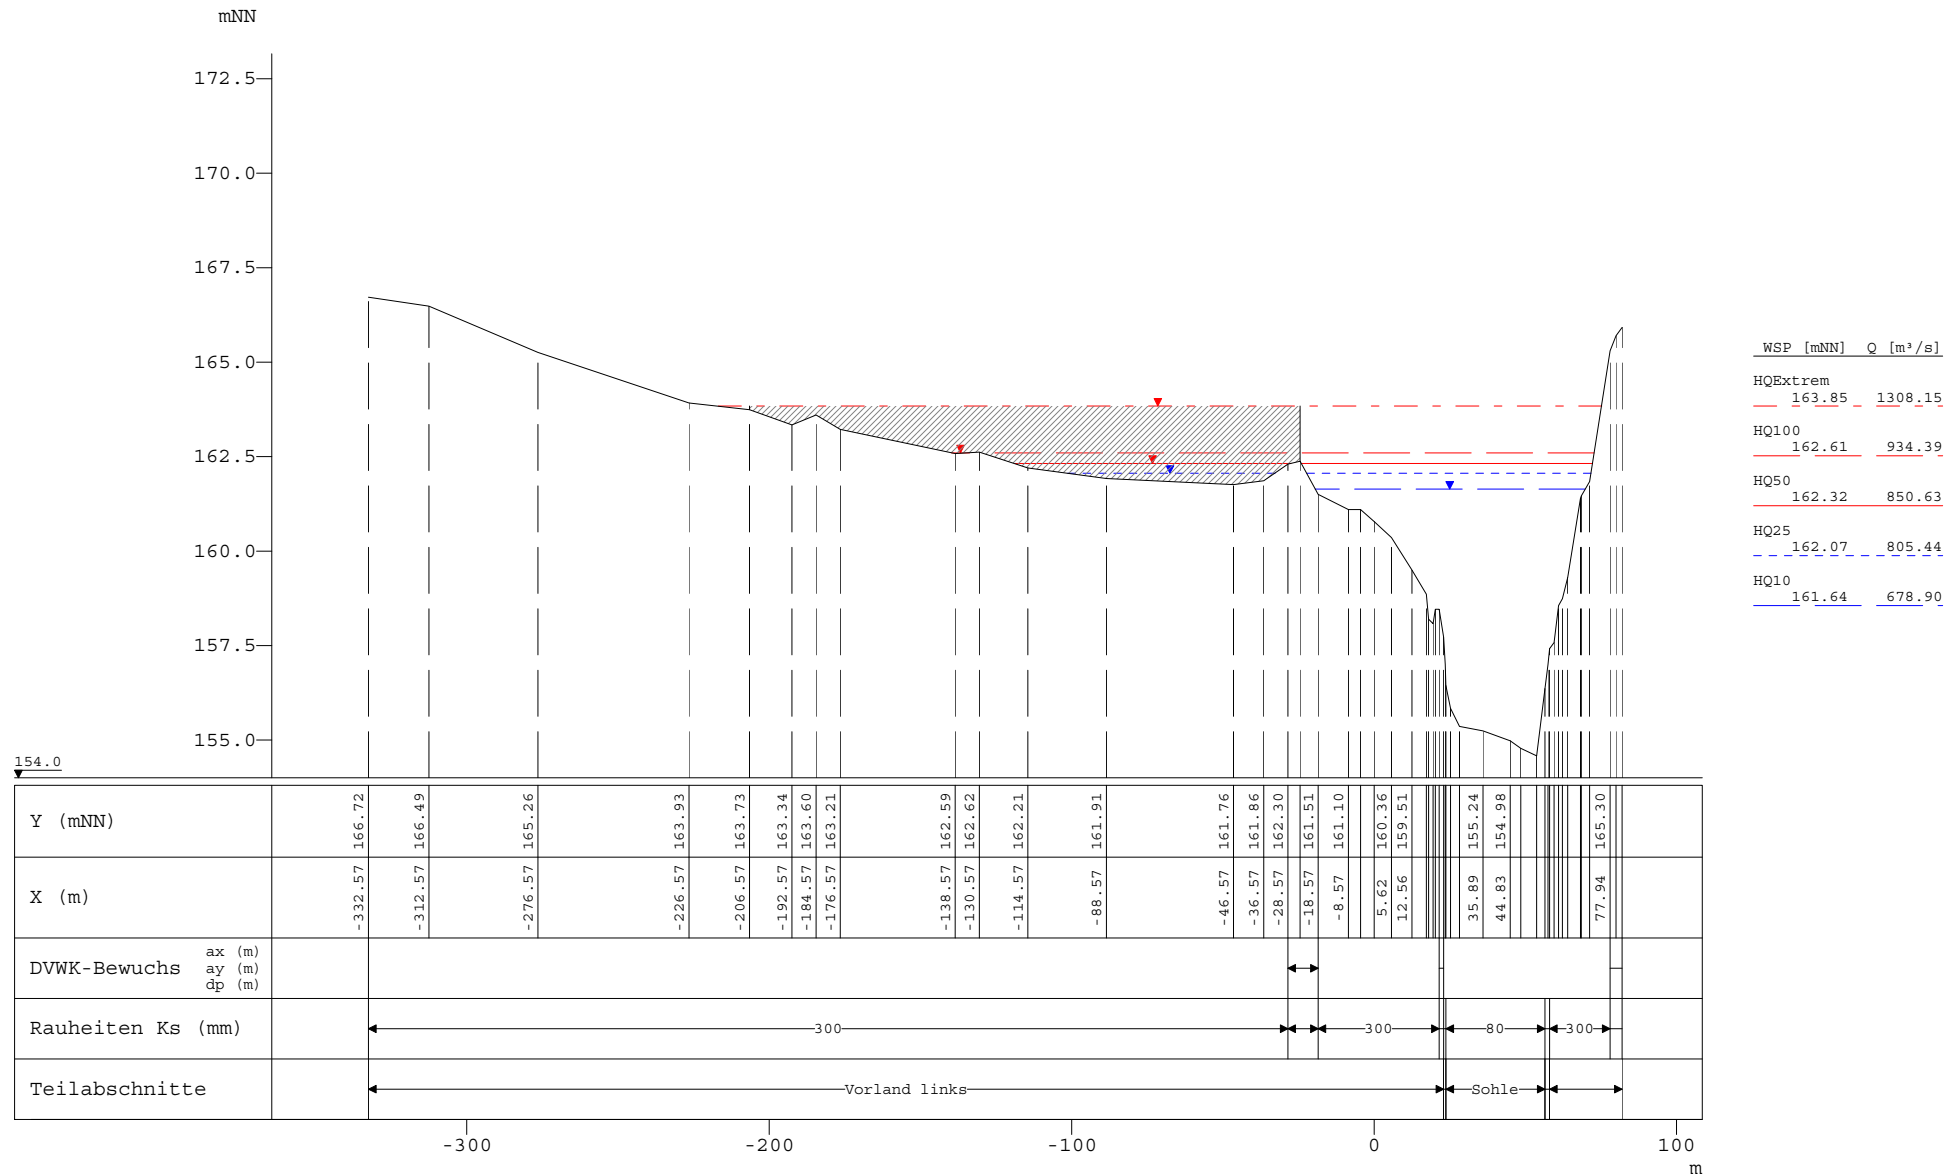 mNN
172.5
170.0
167.5
165.0
162.5
160.0
157.5
155.0
154.0
WSP [mNN] Q [m³/s]
HQExtrem
163.85 1308.15
HQ100
162.61 934.39
HQ50
162.32 850.63
HQ25
162.07 805.44
HQ10
161.64 678.90
Y (mNN) 166.72 166.49 165.26 163.93 163.73 163.34 163.60 163.21 162.59 162.62 162.21 161.91 161.76 161.86 162.30 161.51 161.10 160.36 159.51 155.24 154.98 165.30
X (m) -332.57 -312.57 -276.57 -226.57 -206.57 -192.57 -184.57 -176.57 -138.57 -130.57 -114.57 -88.57 -46.57 -36.57 -28.57 -18.57 -8.57 5.62 12.56 35.89 44.83 77.94
DVWK-Bewuchs
ax (m)
ay (m)
dp (m)
Rauheiten Ks (mm) 300 300 80 300
Teilabschnitte Vorland links Sohle
-300 -200 -100 0 100
m